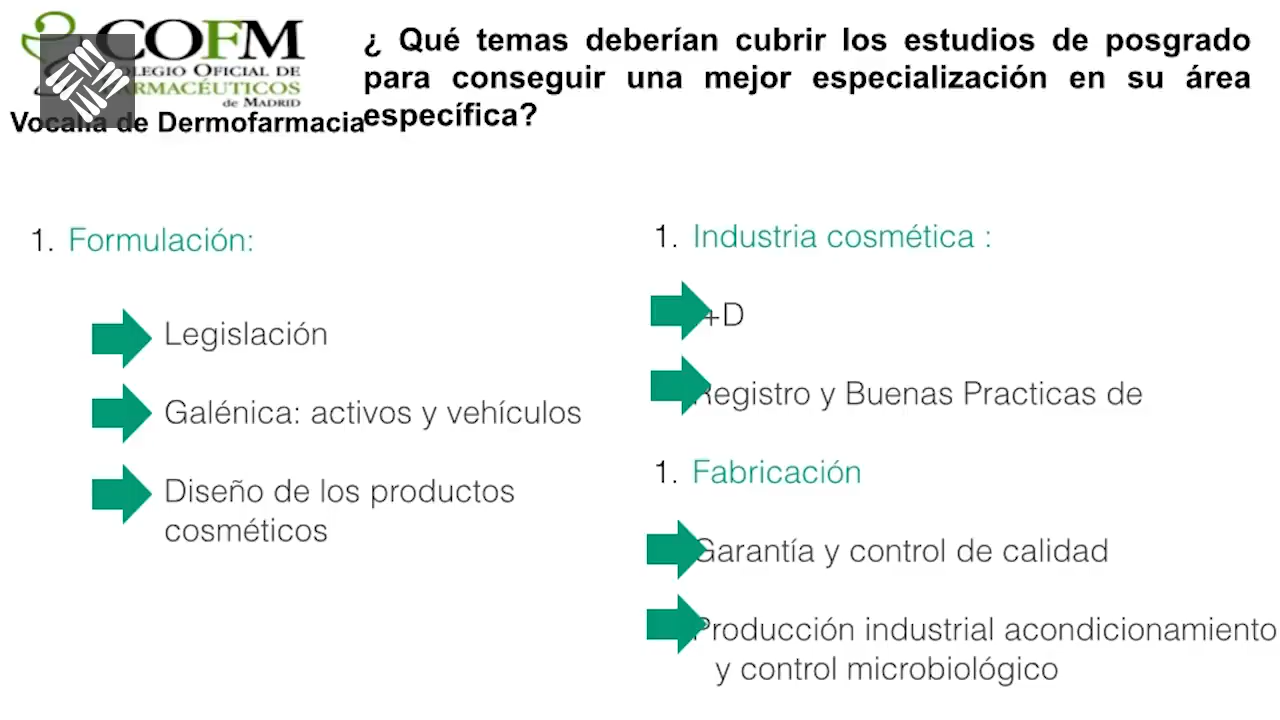 COFM
COLEGIO OFICIAL DE
FARMACÉUTICOS
de MADRID
Vocalía de Dermofarmacia
¿ Qué temas deberían cubrir los estudios de posgrado
para conseguir una mejor especialización en su área
específica?
1. Formulación:
Legislación
Galénica: activos y vehículos
Diseño de los productos
cosméticos
1. Industria cosmética :
I+D
Registro y Buenas Practicas de
1. Fabricación
Garantía y control de calidad
Producción industrial acondicionamiento
y control microbiológico